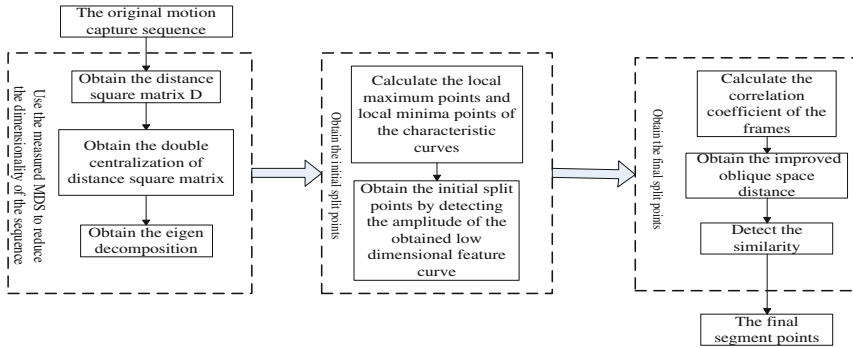 The original motion
capture sequence
Use the measured MDS to reduce
the dimensionality of the sequence
Obtain the distance
square matrix D
Obtain the double
centralization of
distance square matrix
Obtain the eigen
decomposition
Obtain the initial split points
Calculate the local
maximum points and
local minima points of
the characteristic
curves
Obtain the initial split
points by detecting
the amplitude of the
obtained low
dimensional feature
curve
Obtain the final split points
Calculate the
correlation
coefficient of the
frames
Obtain the improved
oblique space
distance
Detect the
similarity
The final
segment points